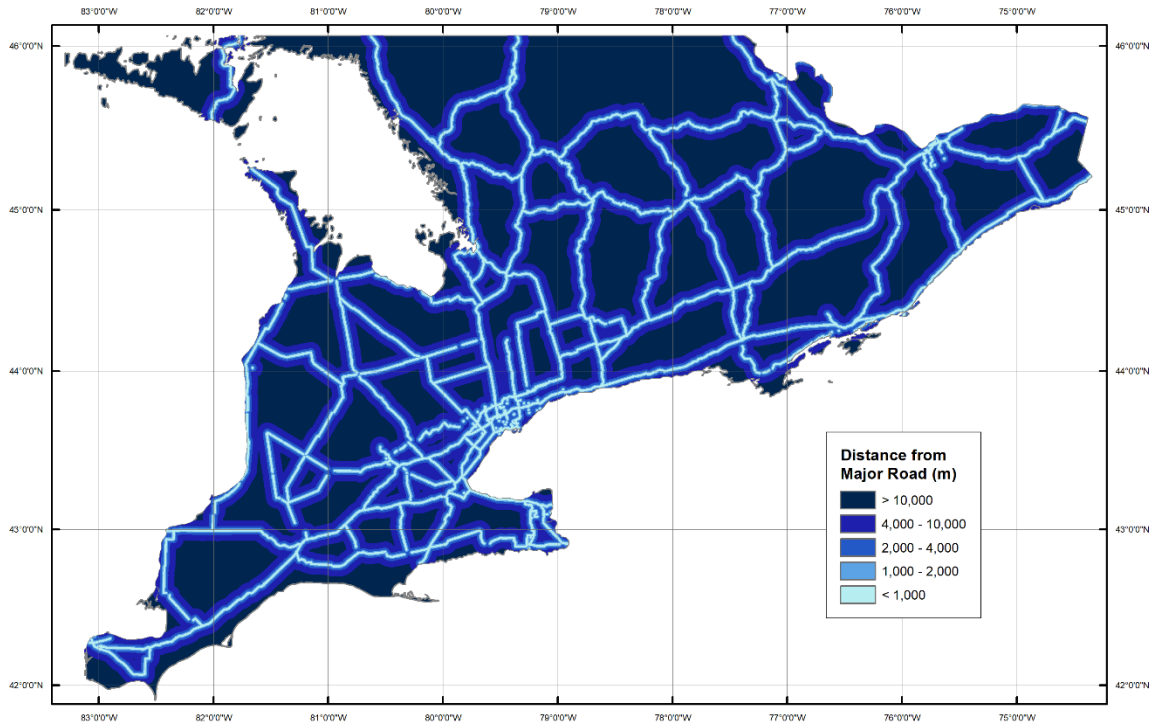 83°0'0"W 82°0'0"W 81°0'0"W 80°0'0"W 79°0'0"W 78°0'0"W 77°0'0"W 76°0'0"W 75°0'0"W
46°0'0"N 46°0'0"N
45°0'0"N 45°0'0"N
44°0'0"N 44°0'0"N
Distance from
Major Road (m)
> 10,000
4,000 - 10,000
2,000 - 4,000
1,000 - 2,000
< 1,000
43°0'0"N 43°0'0"N
42°0'0"N 42°0'0"N
83°0'0"W 82°0'0"W 81°0'0"W 80°0'0"W 79°0'0"W 78°0'0"W 77°0'0"W 76°0'0"W 75°0'0"W